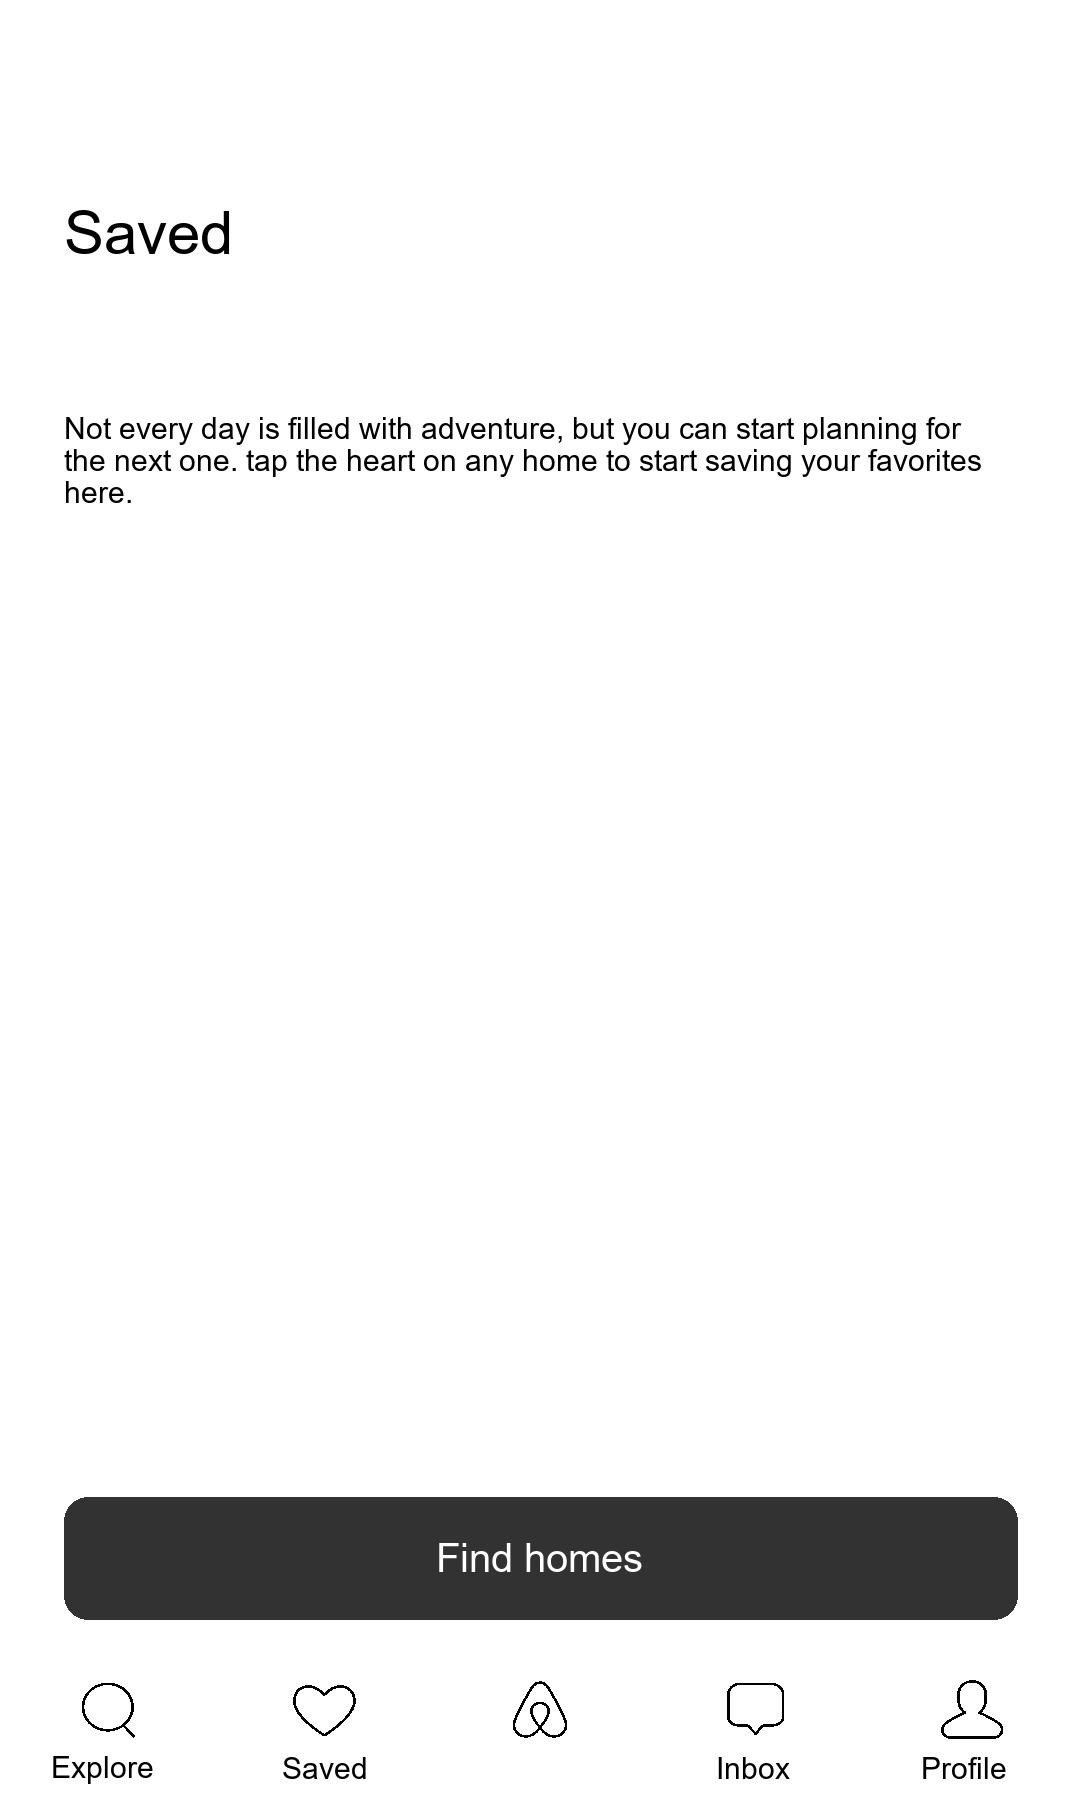 Saved
Not every day is filled with adventure, but you can start planning for
the next one. tap the heart on any home to start saving your favorites
here.
Find homes
Explore
Saved
Inbox
Profile